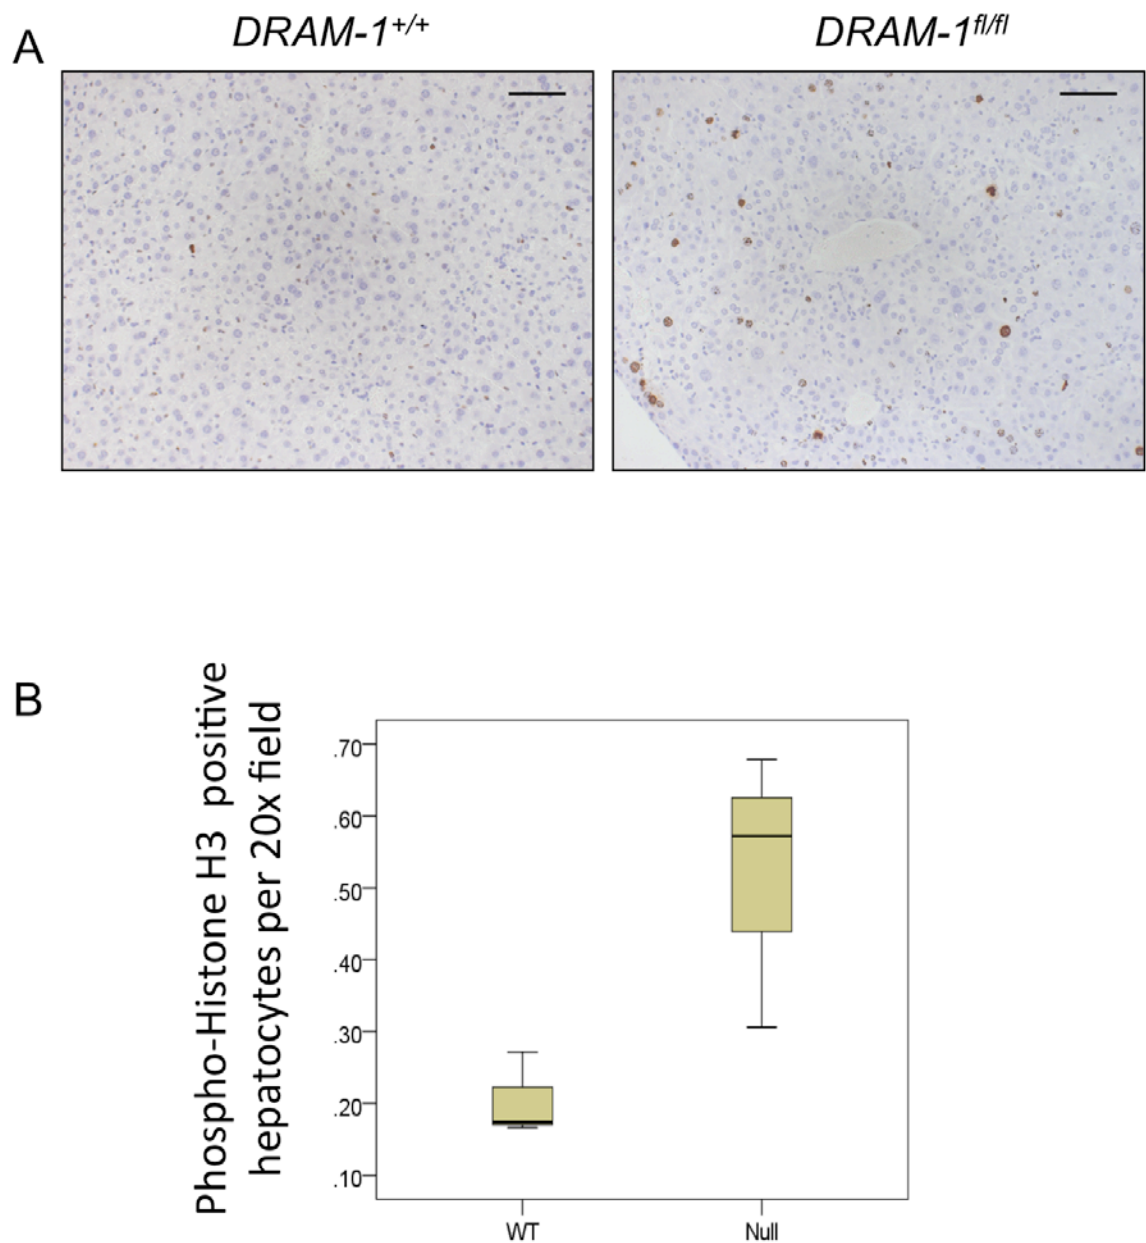 A
DRAM-1+/+
DRAM-1fl/fl
B
Phospho-Histone H3 positive
hepatocytes per 20x field
.70
.60
.50
.40
.30
.20
.10
WT
Null